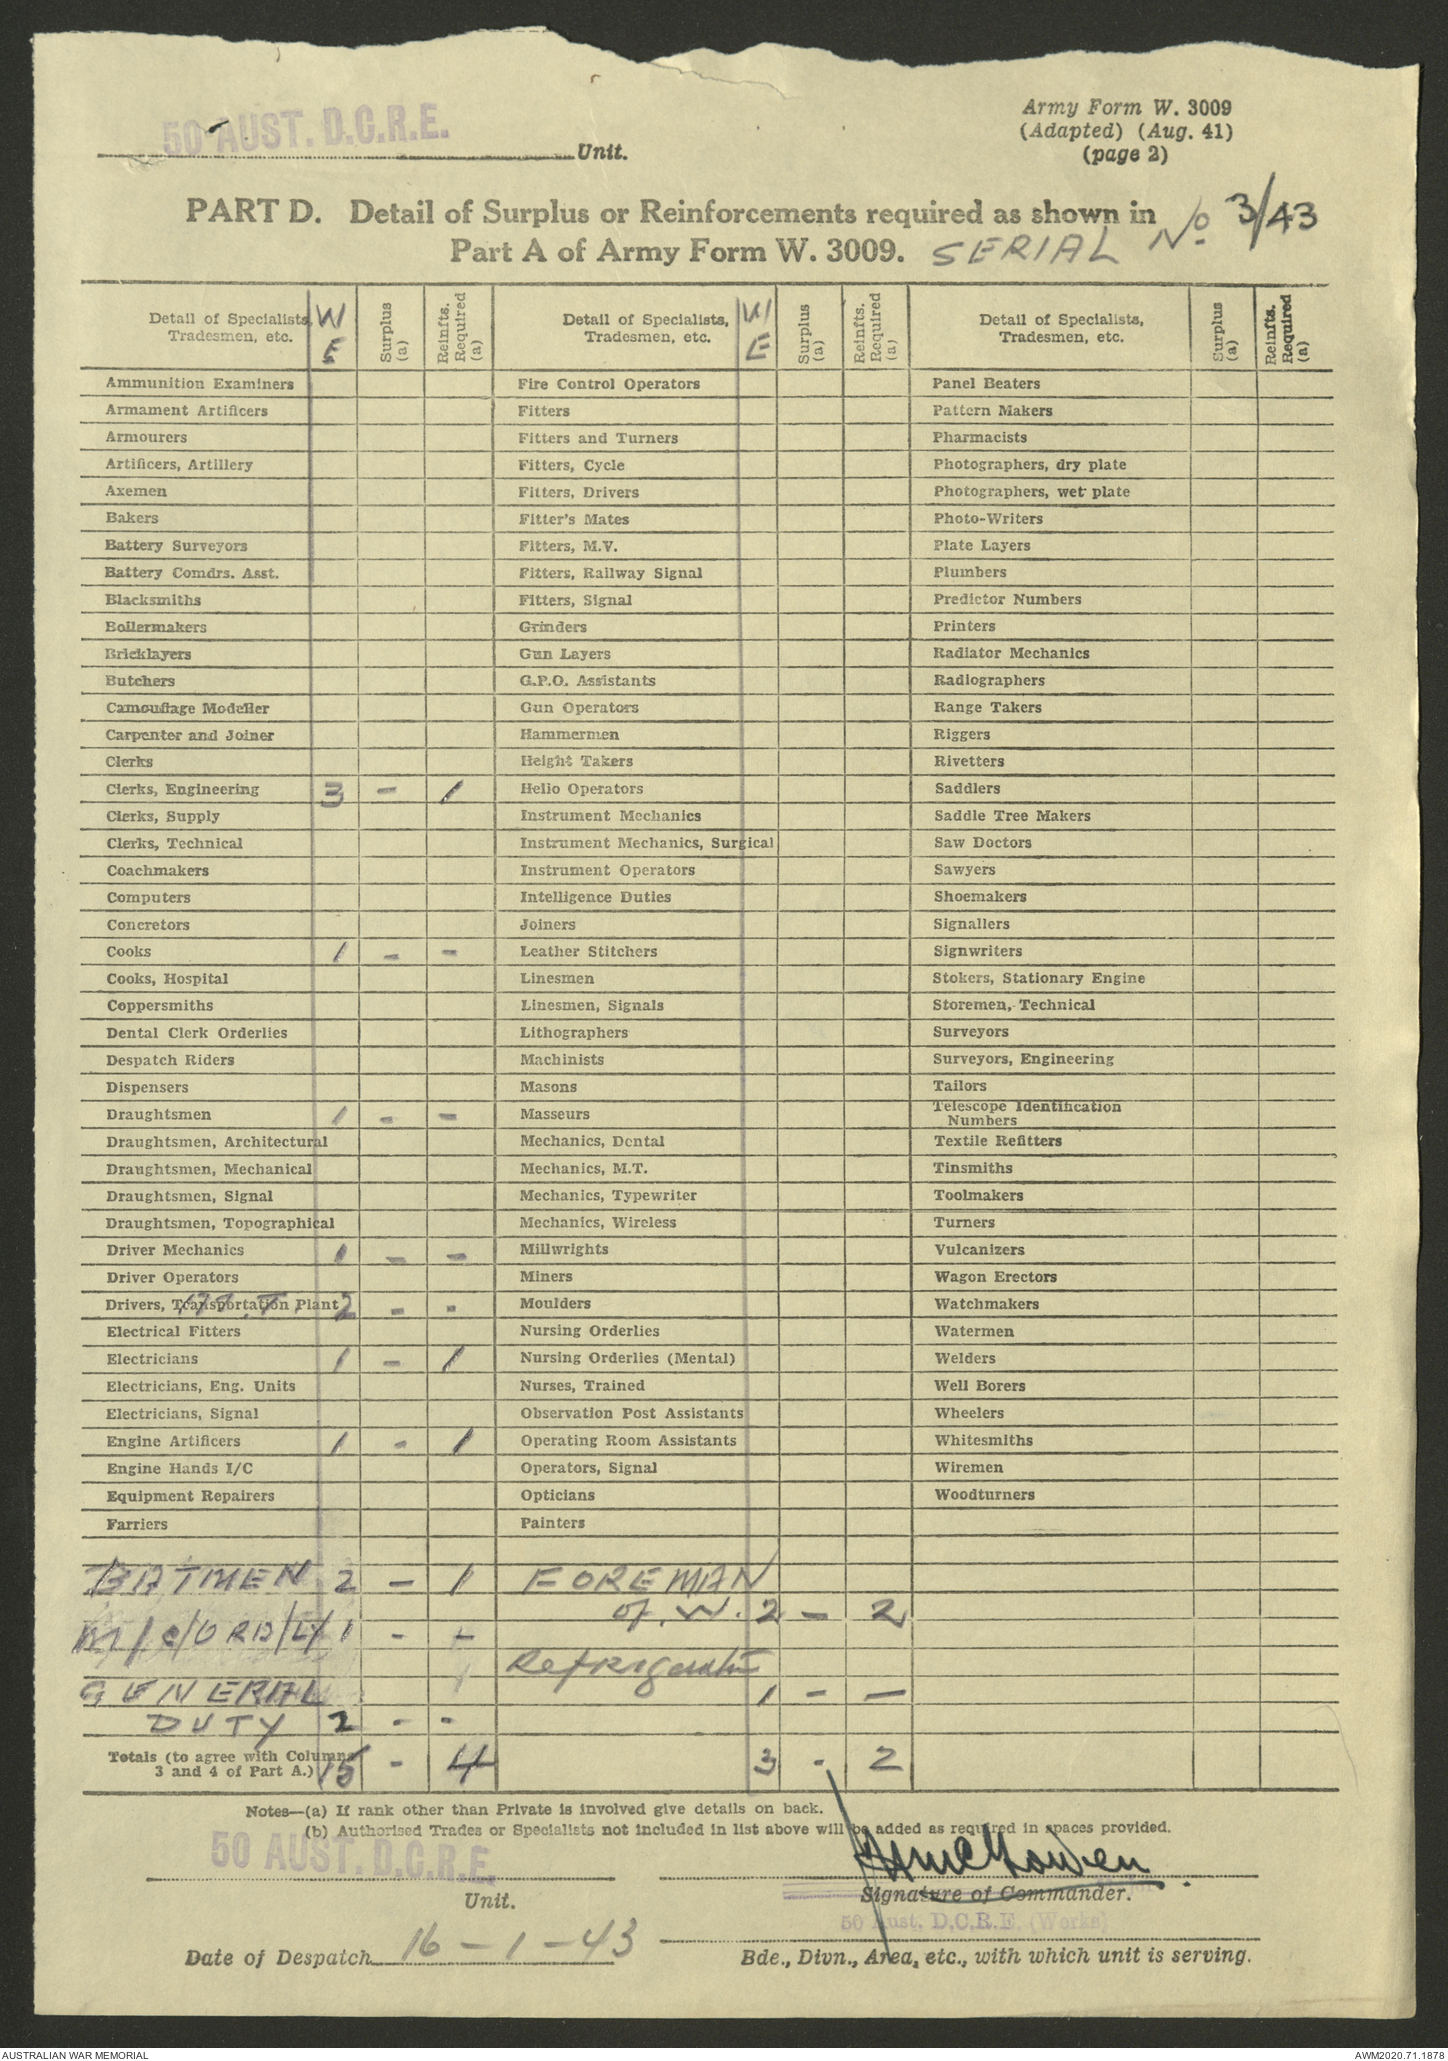 50 AUST. D.C.R.E.
Unit.
Army Form W. 3009
(Adapted) (Aug. 41)
(page 2)
PART D. Detail of Surplus or Reinforcements required as shown in
Part A of Army Form W. 3009. SERIAL No. 3/43
Detail of Specialists, Tradesmen, etc. W E Surplus (a) Reinfts. Required (a) Detail of Specialists, Tradesmen, etc. W E Surplus (a) Reinfts. Required (a) Detail of Specialists, Tradesmen, etc. Surplus (a) Reinfts. Required (a)
Ammunition Examiners Fire Control Operators Panel Beaters
Armament Artificers Fitters Pattern Makers
Armourers Fitters and Turners Pharmacists
Artificers, Artillery Fitters, Cycle Photographers, dry plate
Axemen Fitters, Drivers Photographers, wet plate
Bakers Fitter's Mates Photo-Writers
Battery Surveyors Fitters, M.V. Plate Layers
Battery Comdrs. Asst. Fitters, Railway Signal Plumbers
Blacksmiths Fitters, Signal Predictor Numbers
Boilermakers Grinders Printers
Bricklayers Gun Layers Radiator Mechanics
Butchers G.P.O. Assistants Radiographers
Camouflage Modeller Gun Operators Range Takers
Carpenter and Joiner Hammermen Riggers
Clerks Height Takers Rivetters
Clerks, Engineering 3 - 1 Helio Operators Saddlers
Clerks, Supply Instrument Mechanics Saddle Tree Makers
Clerks, Technical Instrument Mechanics, Surgical Saw Doctors
Coachmakers Instrument Operators Sawyers
Computers Intelligence Duties Shoemakers
Concretors Joiners Signallers
Cooks 1 - - Leather Stitchers Signwriters
Cooks, Hospital Linesmen Stokers, Stationary Engine
Coppersmiths Linesmen, Signals Storemen, Technical
Dental Clerk Orderlies Lithographers Surveyors
Despatch Riders Machinists Surveyors, Engineering
Dispensers Masons Tailors
Draughtsmen 1 - - Masseurs Telescope Identification Numbers
Draughtsmen, Architectural Mechanics, Dental Textile Refitters
Draughtsmen, Mechanical Mechanics, M.T. Tinsmiths
Draughtsmen, Signal Mechanics, Typewriter Toolmakers
Draughtsmen, Topographical Mechanics, Wireless Turners
Driver Mechanics 1 - - Millwrights Vulcanizers
Driver Operators Miners Wagon Erectors
Drivers, Transportation Plant 2 - - Moulders Watchmakers
Electrical Fitters Nursing Orderlies Watermen
Electricians 1 - 1 Nursing Orderlies (Mental) Welders
Electricians, Eng. Units Nurses, Trained Well Borers
Electricians, Signal Observation Post Assistants Wheelers
Engine Artificers 1 - 1 Operating Room Assistants Whitesmiths
Engine Hands I/C Operators, Signal Wiremen
Equipment Repairers Opticians Woodturners
Farriers Painters
BATMEN 2 - 1 FOREMAN
of W. 2 - 2
M/C/ORD/LY 1 - -
GENERAL 1 - -
DUTY 2 - -
Totals (to agree with Columns 3 and 4 of Part A.) 15 - 4 3 - 2
Notes—(a) If rank other than Private is involved give details on back.
(b) Authorised Trades or Specialists not included in list above will be added as required in spaces provided.
50 AUST. D.C.R.E.
Unit.
Signature of Commander.
50 Aust. D.C.R.E. (Works)
Date of Despatch 16-1-43
Bde., Divn., Area, etc., with which unit is serving.
AUSTRALIAN WAR MEMORIAL
AWM2020.71.1878